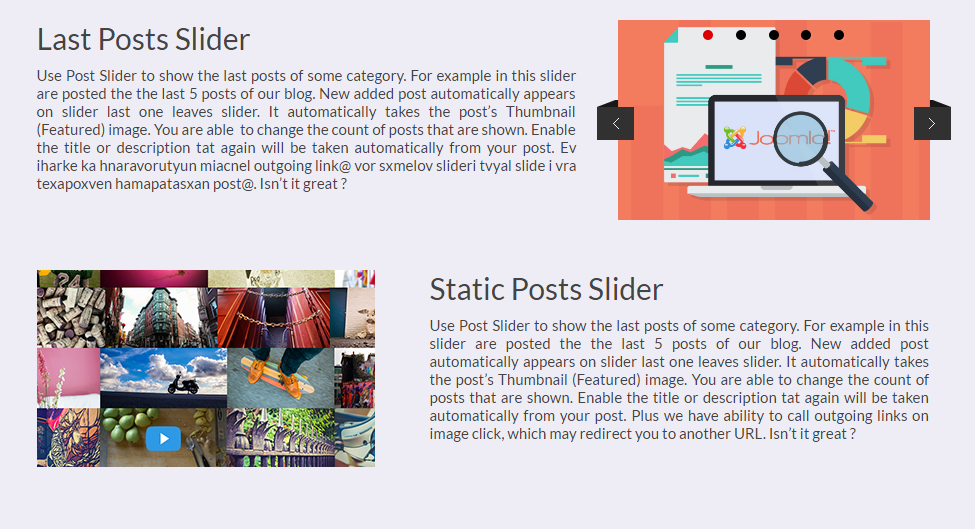 Last Posts Slider
Use Post Slider to show the last posts of some category. For example in this slider
are posted the the last 5 posts of our blog. New added post automatically appears
on slider last one leaves slider. It automatically takes the post’s Thumbnail
(Featured) image. You are able to change the count of posts that are shown. Enable
the title or description tat again will be taken automatically from your post. Ev
iharke ka hnaravorutyun miacnel outgoing link@ vor sxmelov slideri tvyal slide i vra
texapoxven hamapatasxan post@. Isn’t it great ?
Joomla!
24
Static Posts Slider
Use Post Slider to show the last posts of some category. For example in this
slider are posted the the last 5 posts of our blog. New added post
automatically appears on slider last one leaves slider. It automatically takes
the post’s Thumbnail (Featured) image. You are able to change the count of
posts that are shown. Enable the title or description tat again will be taken
automatically from your post. Plus we have ability to call outgoing links on
image click, which may redirect you to another URL. Isn’t it great ?